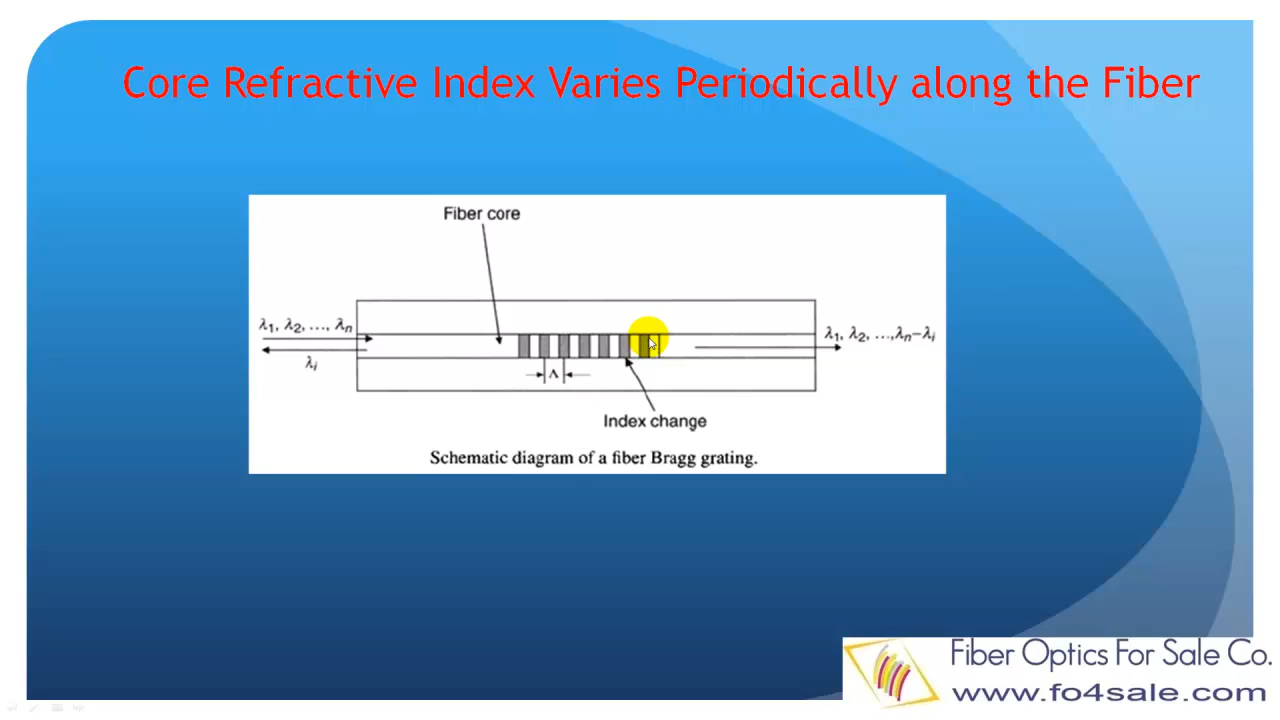 Core Refractive Index Varies Periodically along the Fiber
Fiber core
λ1, λ2, ..., λn
λi
λ1, λ2, ...,λn–λi
Λ
Index change
Schematic diagram of a fiber Bragg grating.
Fiber Optics For Sale Co.
www.fo4sale.com